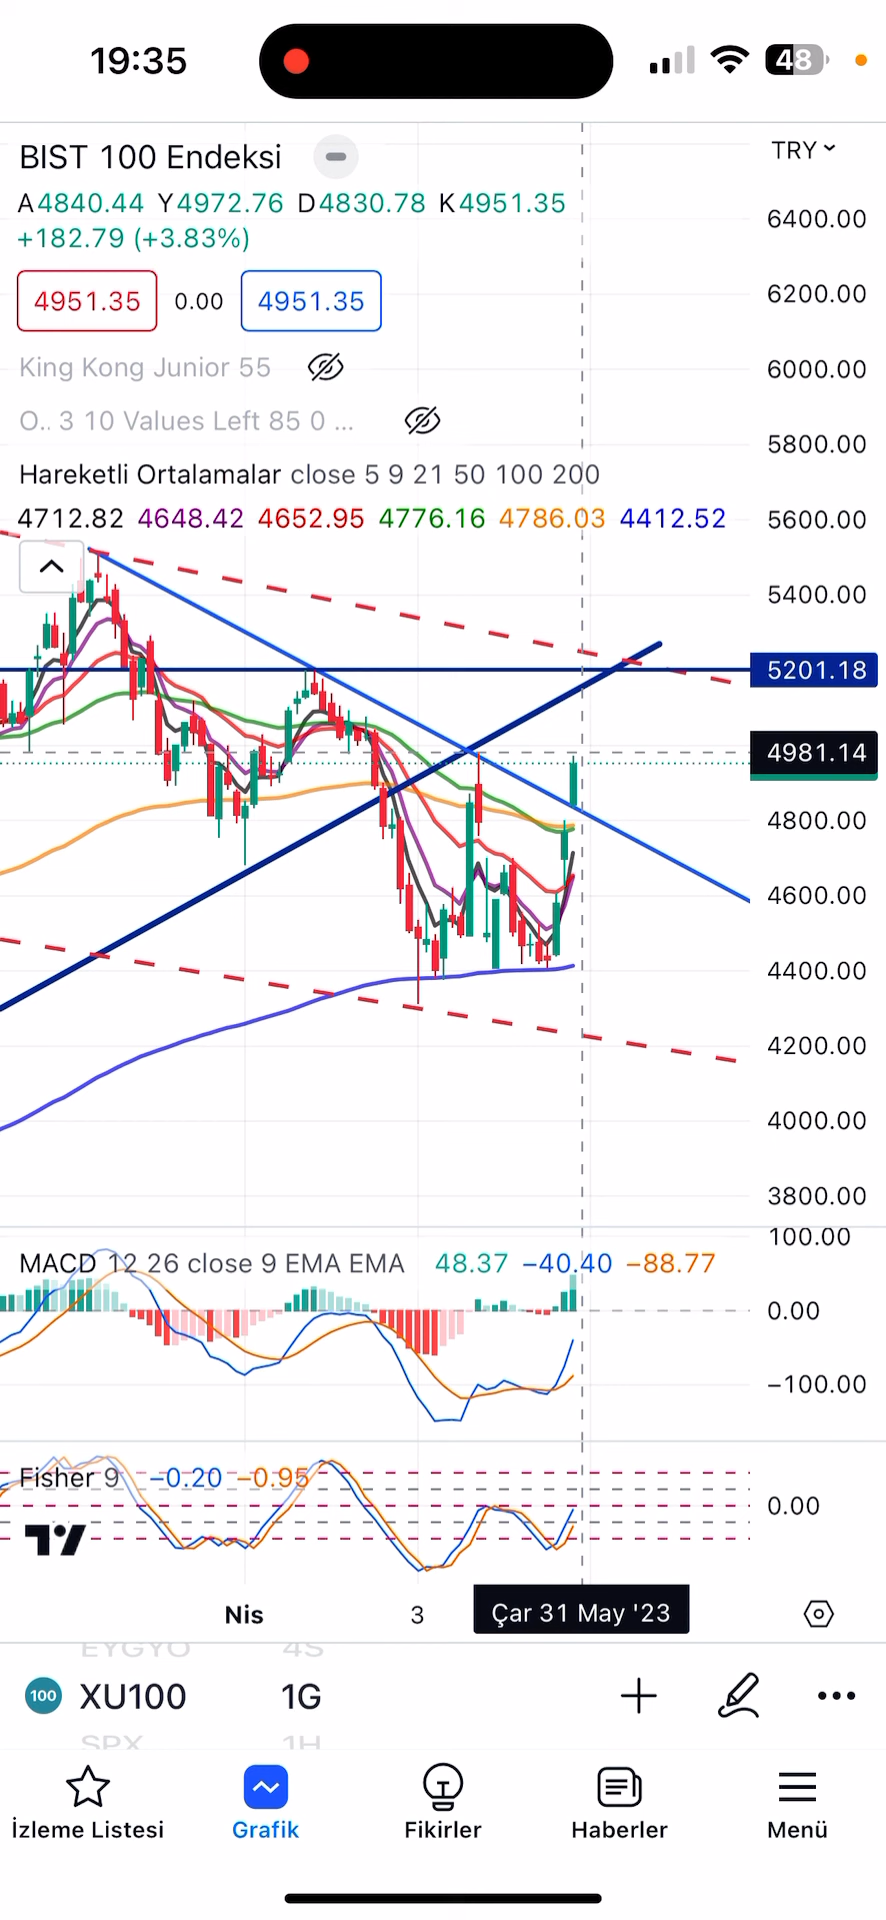 19:35
48
BIST 100 Endeksi
TRY
A4840.44 Y4972.76 D4830.78 K4951.35
+182.79 (+3.83%)
4951.35 0.00 4951.35
King Kong Junior 55
O.. 3 10 Values Left 85 0 ...
Hareketli Ortalamalar close 5 9 21 50 100 200
4712.82 4648.42 4652.95 4776.16 4786.03 4412.52
6400.00
6200.00
6000.00
5800.00
5600.00
5400.00
5201.18
4981.14
4800.00
4600.00
4400.00
4200.00
4000.00
3800.00
MACD 12 26 close 9 EMA EMA 48.37 −40.40 −88.77
100.00
0.00
−100.00
Fisher 9 −0.20 −0.95
0.00
Nis 3 Çar 31 May '23
EYGYO 4S
100 XU100 1G
SPX 1H
İzleme Listesi Grafik Fikirler Haberler Menü